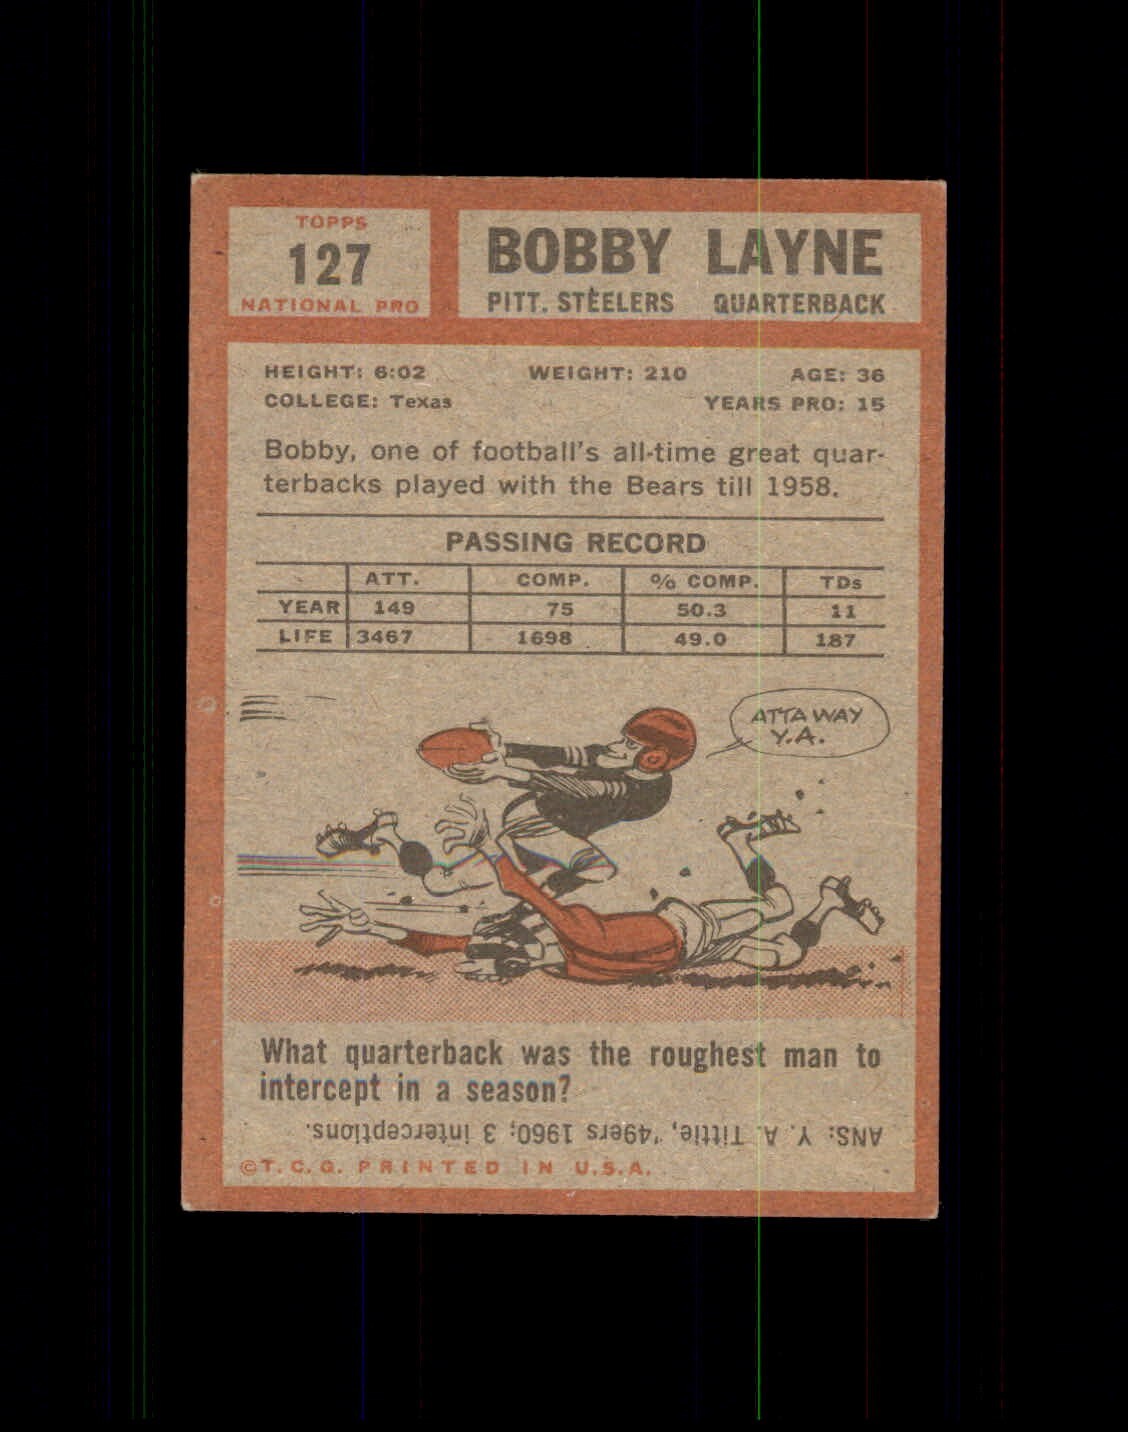 TOPPS
127
NATIONAL PRO
BOBBY LAYNE
PITT. STEELERS QUARTERBACK
HEIGHT: 6:02 WEIGHT: 210 AGE: 36
COLLEGE: Texas YEARS PRO: 15
Bobby, one of football's all-time great quar-
terbacks played with the Bears till 1958.
PASSING RECORD
ATT. COMP. % COMP. TDs
YEAR 149 75 50.3 11
LIFE 3467 1698 49.0 187
ATTA WAY
Y.A.
What quarterback was the roughest man to
intercept in a season?
ANS: Y. A. Tittle, '49ers 1960; 3 interceptions.
©T.C.G. PRINTED IN U.S.A.